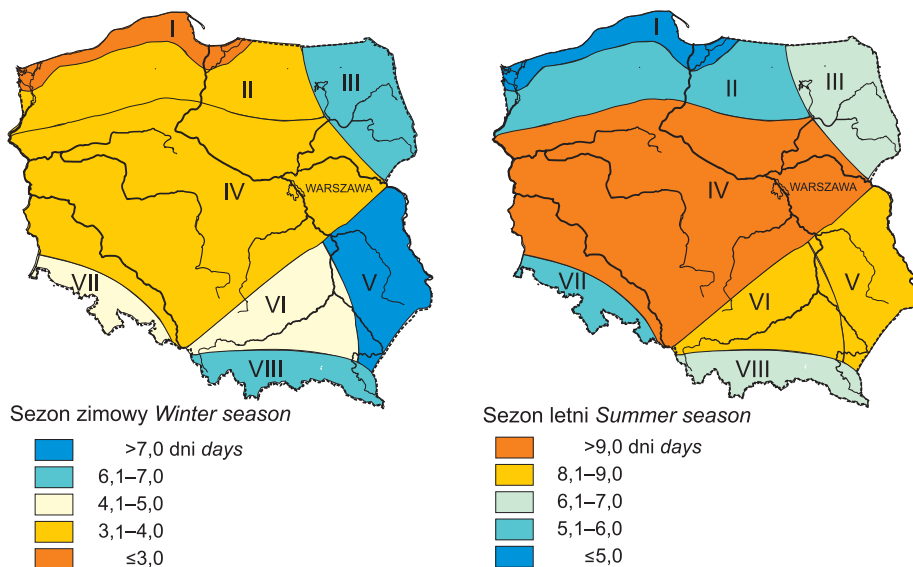 I
II
III
IV
WARSZAWA
V
VI
VII
VIII
Sezon zimowy Winter season
>7,0 dni days
6,1–7,0
4,1–5,0
3,1–4,0
≤3,0
I
II
III
IV
WARSZAWA
V
VI
VII
VIII
Sezon letni Summer season
>9,0 dni days
8,1–9,0
6,1–7,0
5,1–6,0
≤5,0